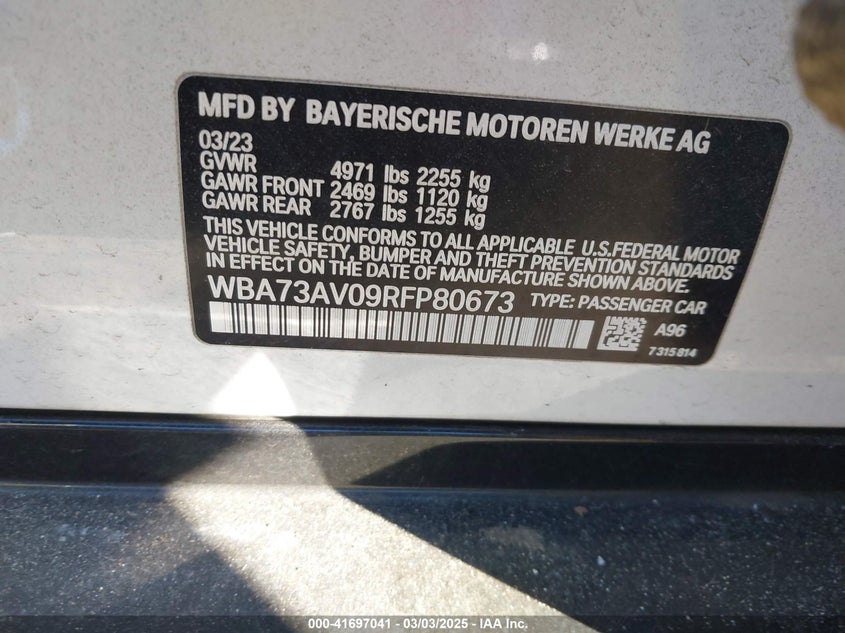 MFD BY BAYERISCHE MOTOREN WERKE AG
03/23
GVWR 4971 lbs 2255 kg
GAWR FRONT 2469 lbs 1120 kg
GAWR REAR 2767 lbs 1255 kg
THIS VEHICLE CONFORMS TO ALL APPLICABLE U.S.FEDERAL MOTOR
VEHICLE SAFETY, BUMPER AND THEFT PREVENTION STANDARDS
IN EFFECT ON THE DATE OF MANUFACTURE SHOWN ABOVE.
WBA73AV09RFP80673 TYPE: PASSENGER CAR
A96
7315814
000-41697041 - 03/03/2025 - IAA Inc.